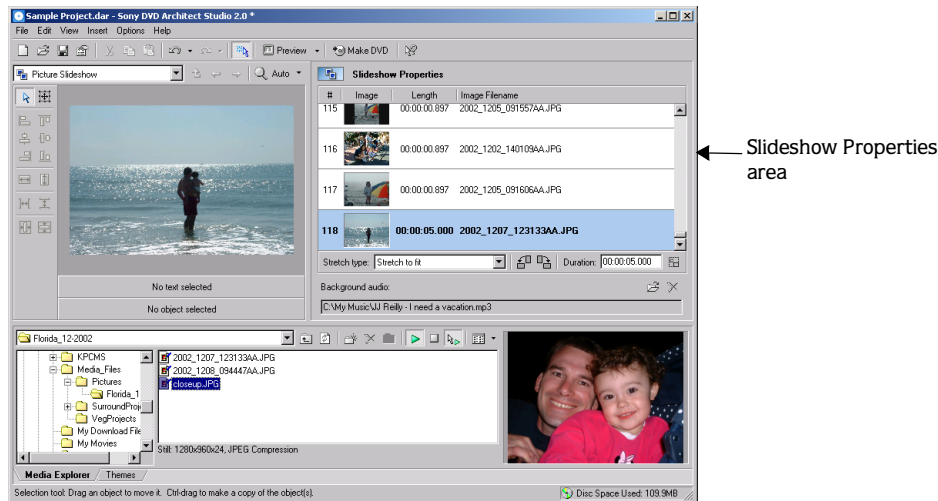 Sample Project.dar - Sony DVD Architect Studio 2.0 *
File Edit View Insert Options Help
Preview Make DVD
Picture Slideshow Auto
Slideshow Properties
# Image Length Image Filename
115 00:00:00.897 2002_1205_091557AA.JPG
116 00:00:00.897 2002_1202_140109AA.JPG
117 00:00:00.897 2002_1205_091606AA.JPG
118 00:00:05.000 2002_1207_123133AA.JPG
Stretch type: Stretch to fit Duration: 00:00:05.000
No text selected
No object selected
Background audio:
C:\My Music\JJ Reilly - I need a vacation.mp3
Slideshow Properties
area
Florida_12-2002
KPCMS
Media_Files
Pictures
Florida_1
SurroundProj
VegProjects
My Download File
My Movies
2002_1207_123133AA.JPG
2002_1208_094447AA.JPG
closeup.JPG
Still: 1280x960x24, JPEG Compression
Media Explorer Themes
Selection tool: Drag an object to move it. Ctrl-drag to make a copy of the object(s).
Disc Space Used: 109.9MB